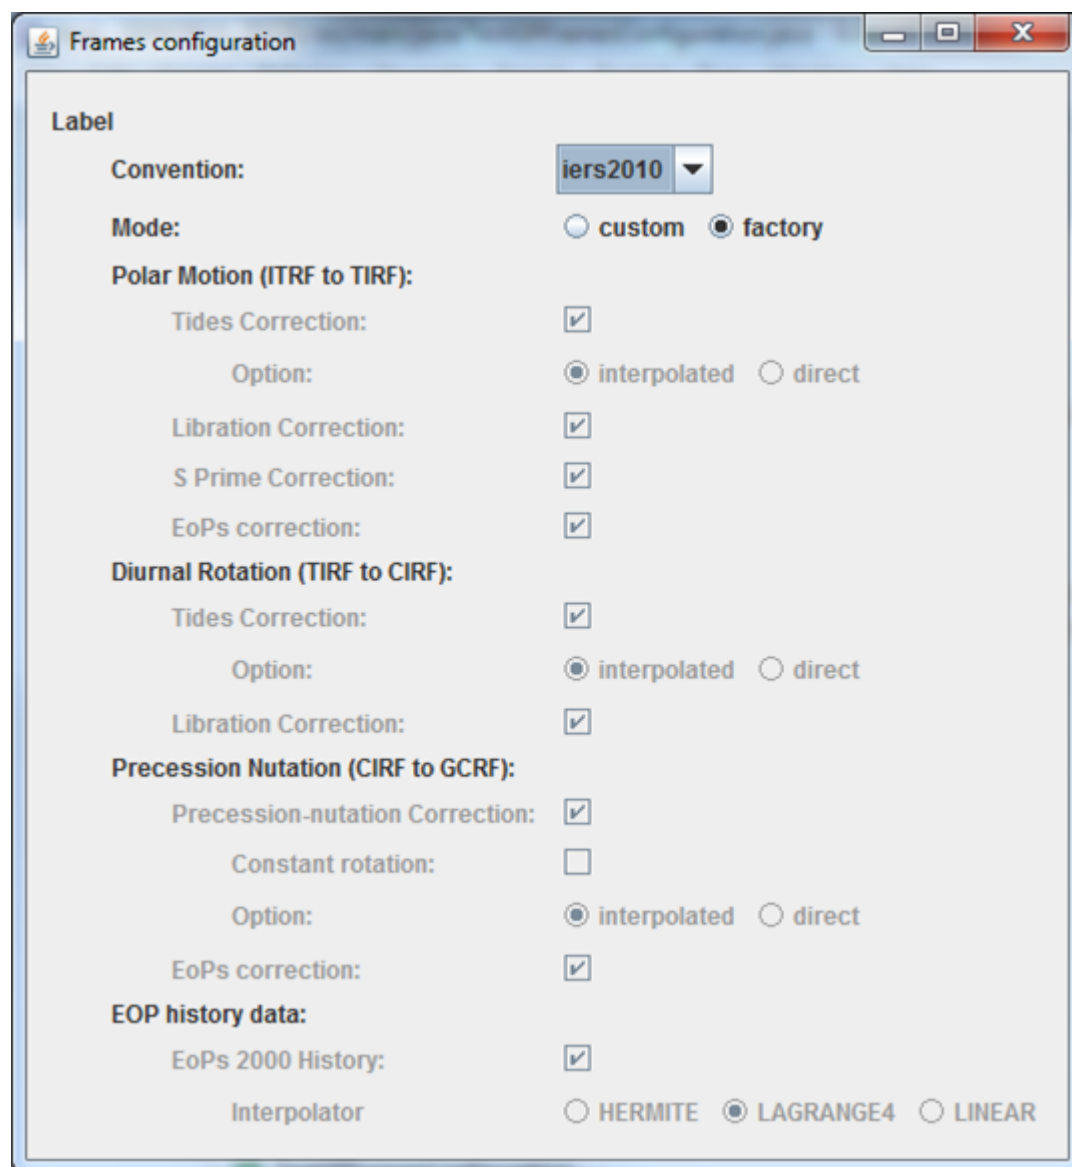 Frames configuration
Label
Convention: iers2010
Mode: custom factory
Polar Motion (ITRF to TIRF):
Tides Correction:
Option: interpolated direct
Libration Correction:
S Prime Correction:
EoPs correction:
Diurnal Rotation (TIRF to CIRF):
Tides Correction:
Option: interpolated direct
Libration Correction:
Precession Nutation (CIRF to GCRF):
Precession-nutation Correction:
Constant rotation:
Option: interpolated direct
EoPs correction:
EOP history data:
EoPs 2000 History:
Interpolator HERMITE LAGRANGE4 LINEAR